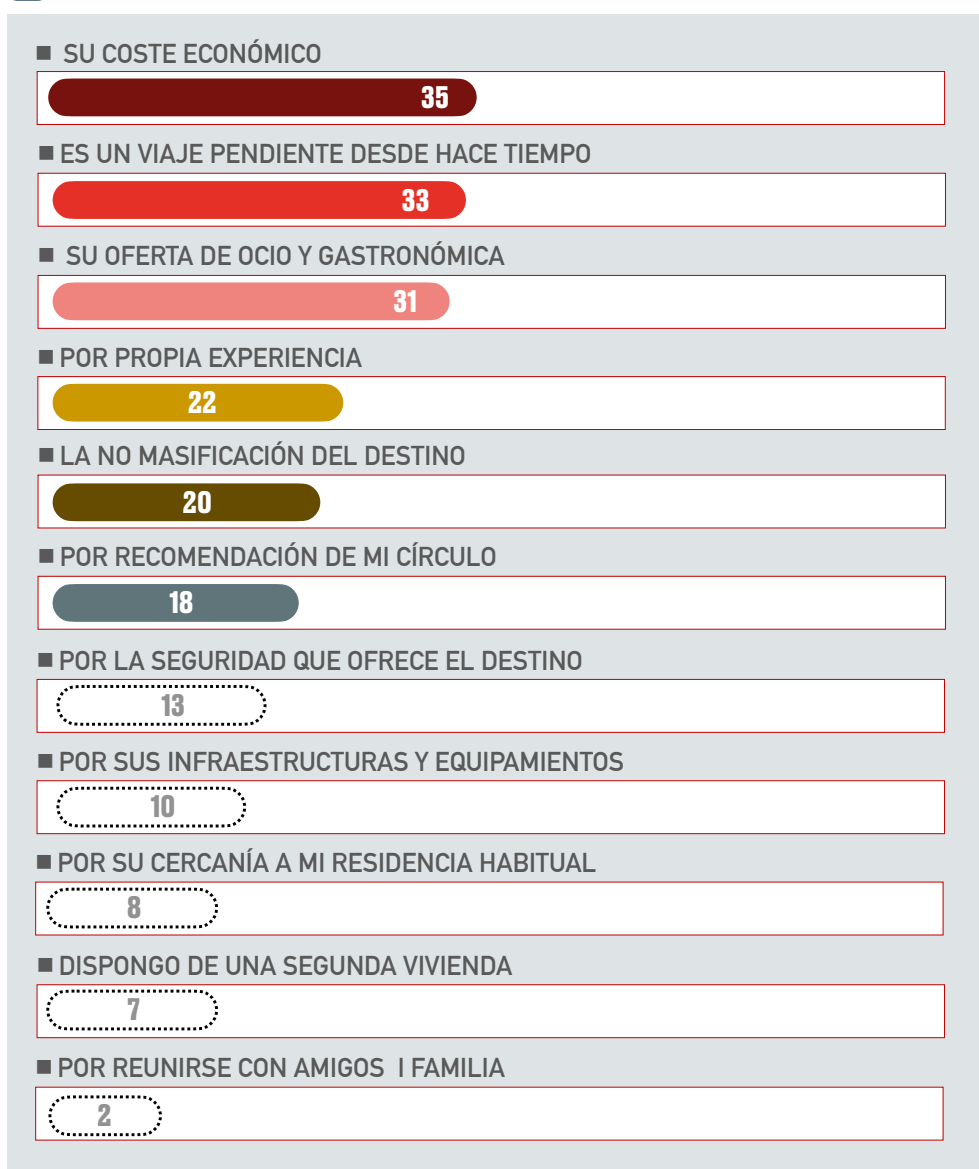 ■ SU COSTE ECONÓMICO
35
■ ES UN VIAJE PENDIENTE DESDE HACE TIEMPO
33
■ SU OFERTA DE OCIO Y GASTRONÓMICA
31
■ POR PROPIA EXPERIENCIA
22
■ LA NO MASIFICACIÓN DEL DESTINO
20
■ POR RECOMENDACIÓN DE MI CÍRCULO
18
■ POR LA SEGURIDAD QUE OFRECE EL DESTINO
13
■ POR SUS INFRAESTRUCTURAS Y EQUIPAMIENTOS
10
■ POR SU CERCANÍA A MI RESIDENCIA HABITUAL
8
■ DISPONGO DE UNA SEGUNDA VIVIENDA
7
■ POR REUNIRSE CON AMIGOS I FAMILIA
2